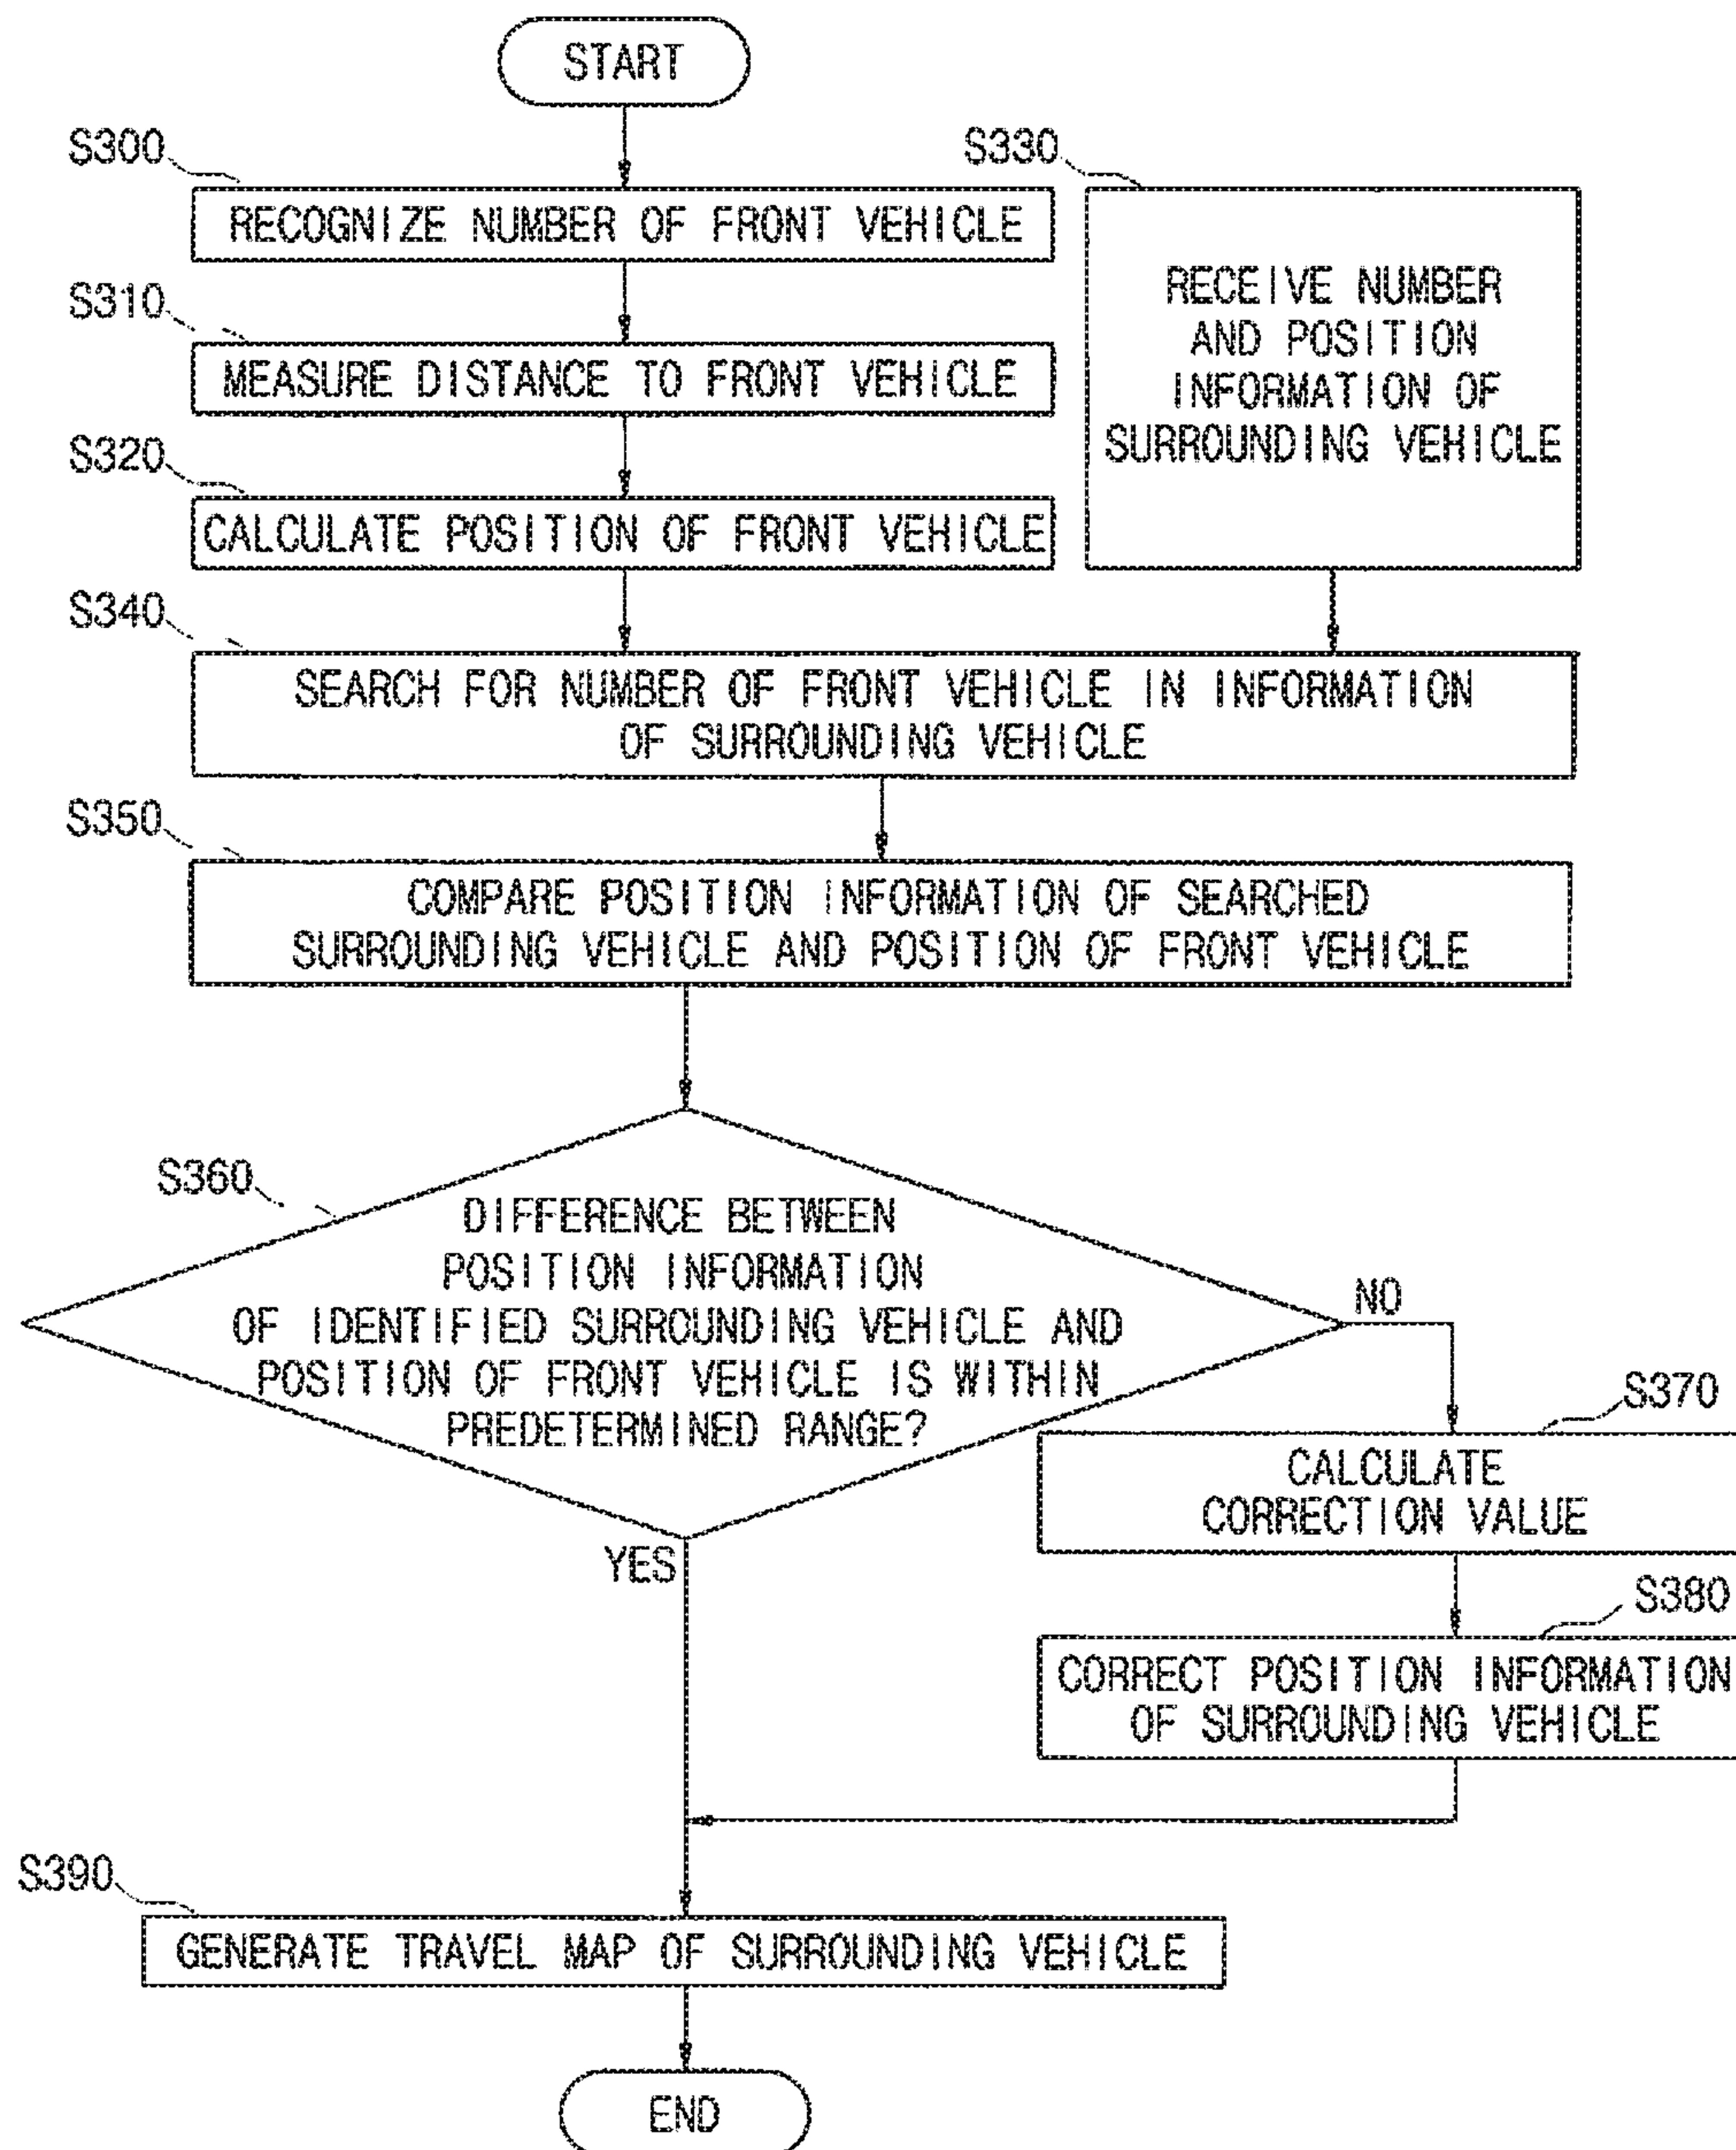 START
S300
RECOGNIZE NUMBER OF FRONT VEHICLE
S310
MEASURE DISTANCE TO FRONT VEHICLE
S320
CALCULATE POSITION OF FRONT VEHICLE
S330
RECEIVE NUMBER
AND POSITION
INFORMATION OF
SURROUNDING VEHICLE
S340
SEARCH FOR NUMBER OF FRONT VEHICLE IN INFORMATION
OF SURROUNDING VEHICLE
S350
COMPARE POSITION INFORMATION OF SEARCHED
SURROUNDING VEHICLE AND POSITION OF FRONT VEHICLE
S360
DIFFERENCE BETWEEN
POSITION INFORMATION
OF IDENTIFIED SURROUNDING VEHICLE AND
POSITION OF FRONT VEHICLE IS WITHIN
PREDETERMINED RANGE?
NO
S370
CALCULATE
CORRECTION VALUE
YES
S380
CORRECT POSITION INFORMATION
OF SURROUNDING VEHICLE
S390
GENERATE TRAVEL MAP OF SURROUNDING VEHICLE
END